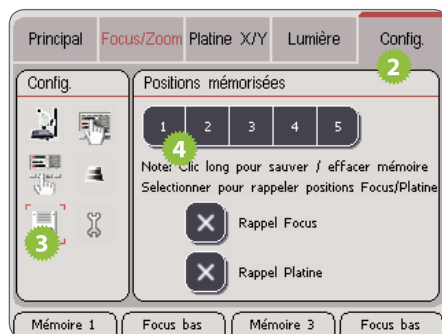 Principal Focus/Zoom Platine X/Y Lumière Config.
2
Config.
3
Positions mémorisées
1 2 3 4 5
4
Note: Clic long pour sauver / effacer mémoire
Selectionner pour rappeler positions Focus/Platine
Rappel Focus
Rappel Platine
Mémoire 1 Focus bas Mémoire 3 Focus bas